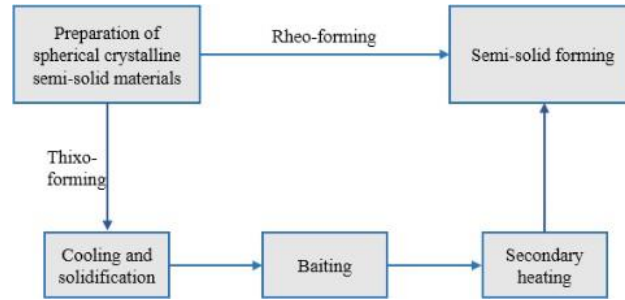 Preparation of
spherical crystalline
semi-solid materials
Rheo-forming
Semi-solid forming
Thixo-
forming
Cooling and
solidification
Baiting
Secondary
heating